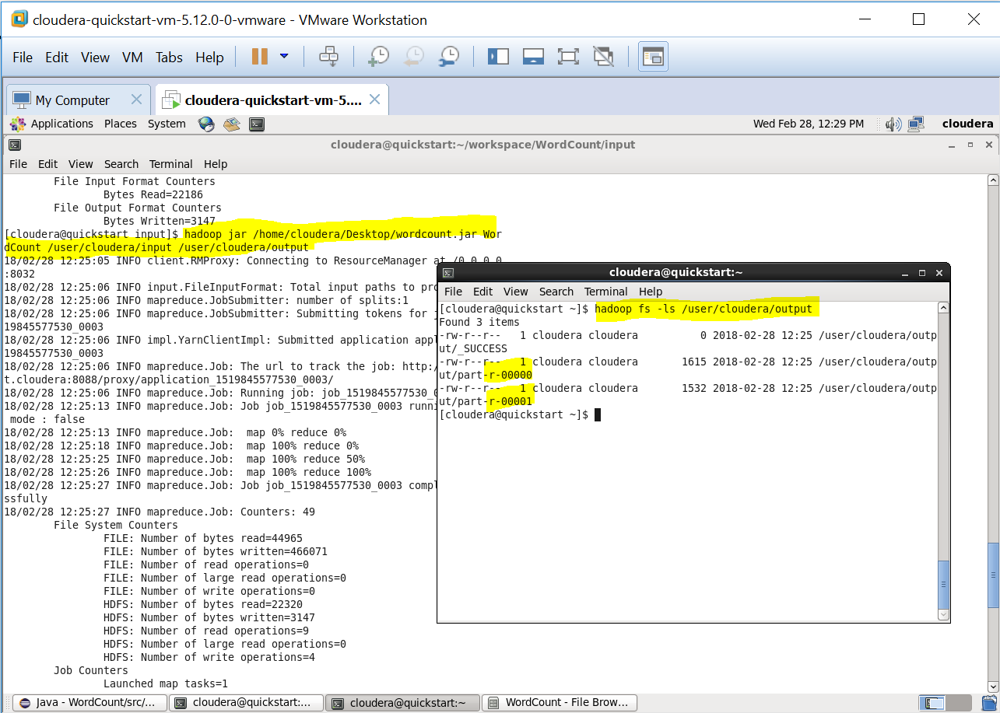 cloudera-quickstart-vm-5.12.0-0-vmware - VMware Workstation
File Edit View VM Tabs Help
My Computer
cloudera-quickstart-vm-5....
Applications Places System
Wed Feb 28, 12:29 PM
cloudera
cloudera@quickstart:~/workspace/WordCount/input
File Edit View Search Terminal Help
File Input Format Counters
Bytes Read=22186
File Output Format Counters
Bytes Written=3147
[cloudera@quickstart input]$ hadoop jar /home/cloudera/Desktop/wordcount.jar Wor
dCount /user/cloudera/input /user/cloudera/output
18/02/28 12:25:05 INFO client.RMProxy: Connecting to ResourceManager at /0.0.0.0
:8032
18/02/28 12:25:06 INFO input.FileInputFormat: Total input paths to pro
18/02/28 12:25:06 INFO mapreduce.JobSubmitter: number of splits:1
18/02/28 12:25:06 INFO mapreduce.JobSubmitter: Submitting tokens for j
19845577530_0003
18/02/28 12:25:06 INFO impl.YarnClientImpl: Submitted application appl
19845577530_0003
18/02/28 12:25:06 INFO mapreduce.Job: The url to track the job: http:/
t.cloudera:8088/proxy/application_1519845577530_0003/
18/02/28 12:25:06 INFO mapreduce.Job: Running job: job_1519845577530_0
18/02/28 12:25:13 INFO mapreduce.Job: Job job_1519845577530_0003 runni
mode : false
18/02/28 12:25:13 INFO mapreduce.Job:  map 0% reduce 0%
18/02/28 12:25:18 INFO mapreduce.Job:  map 100% reduce 0%
18/02/28 12:25:25 INFO mapreduce.Job:  map 100% reduce 50%
18/02/28 12:25:26 INFO mapreduce.Job:  map 100% reduce 100%
18/02/28 12:25:27 INFO mapreduce.Job: Job job_1519845577530_0003 compl
ssfully
18/02/28 12:25:27 INFO mapreduce.Job: Counters: 49
File System Counters
FILE: Number of bytes read=44965
FILE: Number of bytes written=466071
FILE: Number of read operations=0
FILE: Number of large read operations=0
FILE: Number of write operations=0
HDFS: Number of bytes read=22320
HDFS: Number of bytes written=3147
HDFS: Number of read operations=9
HDFS: Number of large read operations=0
HDFS: Number of write operations=4
Job Counters
Launched map tasks=1
cloudera@quickstart:~
File Edit View Search Terminal Help
[cloudera@quickstart ~]$ hadoop fs -ls /user/cloudera/output
Found 3 items
-rw-r--r--   1 cloudera cloudera          0 2018-02-28 12:25 /user/cloudera/outp
ut/_SUCCESS
-rw-r--r--   1 cloudera cloudera       1615 2018-02-28 12:25 /user/cloudera/outp
ut/part-r-00000
-rw-r--r--   1 cloudera cloudera       1532 2018-02-28 12:25 /user/cloudera/outp
ut/part-r-00001
[cloudera@quickstart ~]$
Java - WordCount/src/...
cloudera@quickstart:...
cloudera@quickstart:~
WordCount - File Brow...